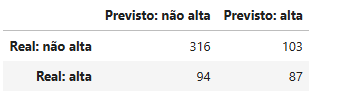 Previsto: não alta Previsto: alta
Real: não alta 316 103
Real: alta 94 87